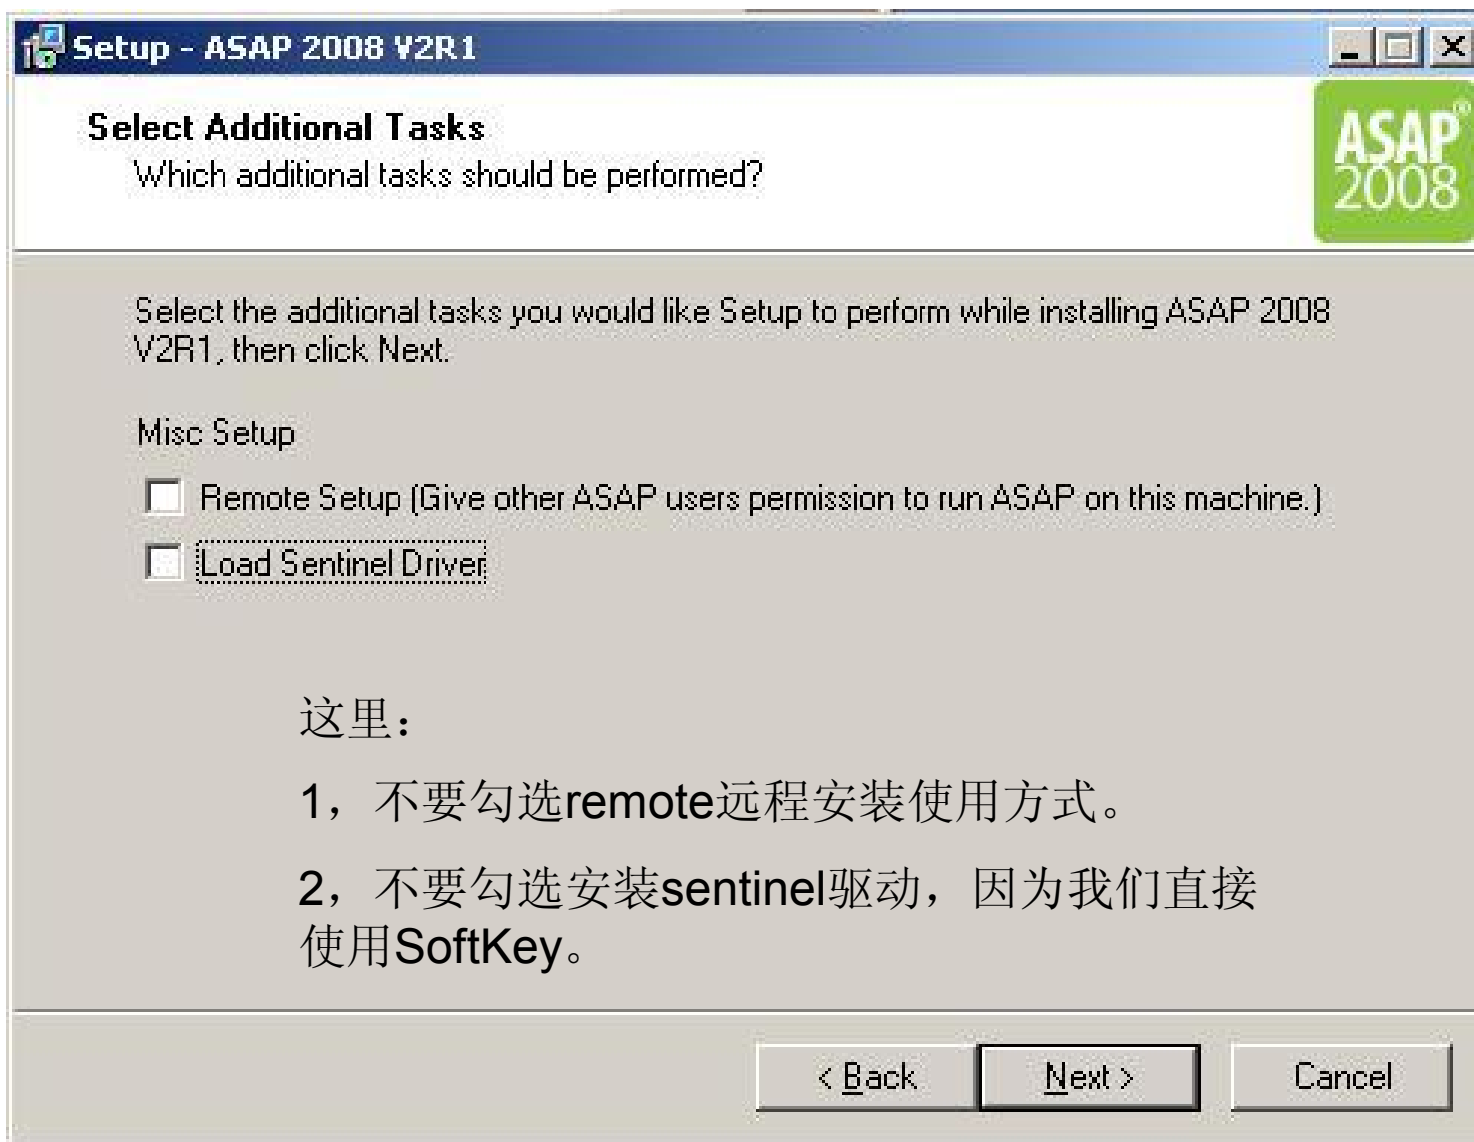 Setup - ASAP 2008 V2R1
Select Additional Tasks
Which additional tasks should be performed?
ASAP®
2008
Select the additional tasks you would like Setup to perform while installing ASAP 2008
V2R1, then click Next.
Misc Setup
Remote Setup (Give other ASAP users permission to run ASAP on this machine.)
Load Sentinel Driver
这里：
1，不要勾选remote远程安装使用方式。
2，不要勾选安装sentinel驱动，因为我们直接
使用SoftKey。
< Back
Next >
Cancel